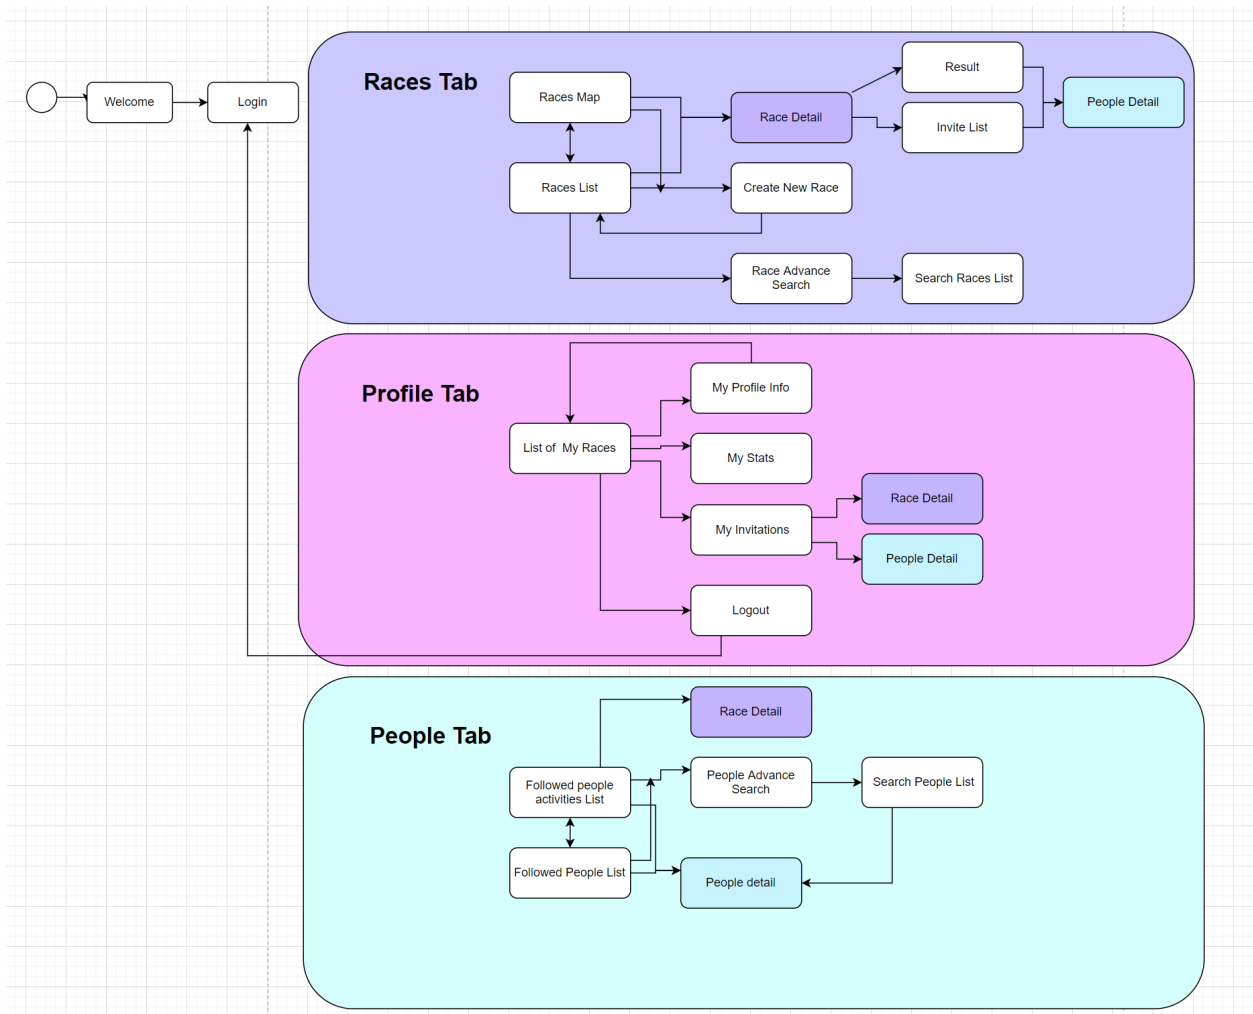 Welcome
Login
Races Tab
Races Map
Race Detail
Result
People Detail
Invite List
Races List
Create New Race
Race Advance
Search
Search Races List
Profile Tab
My Profile Info
List of  My Races
My Stats
My Invitations
Race Detail
People Detail
Logout
People Tab
Race Detail
Followed people
activities List
People Advance
Search
Search People List
Followed People List
People detail